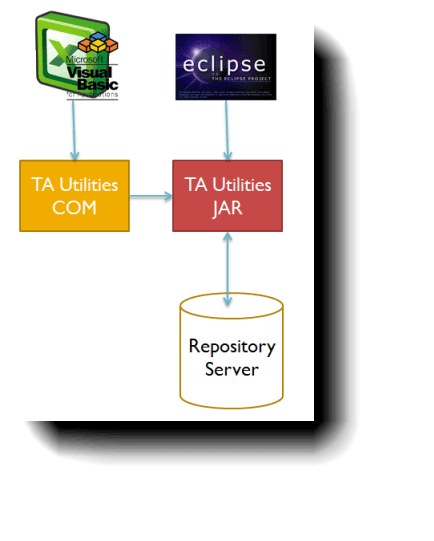 Microsoft
Visual
Basic
for Applications
eclipse
THE ECLIPSE PROJECT
TA Utilities
COM
TA Utilities
JAR
Repository
Server